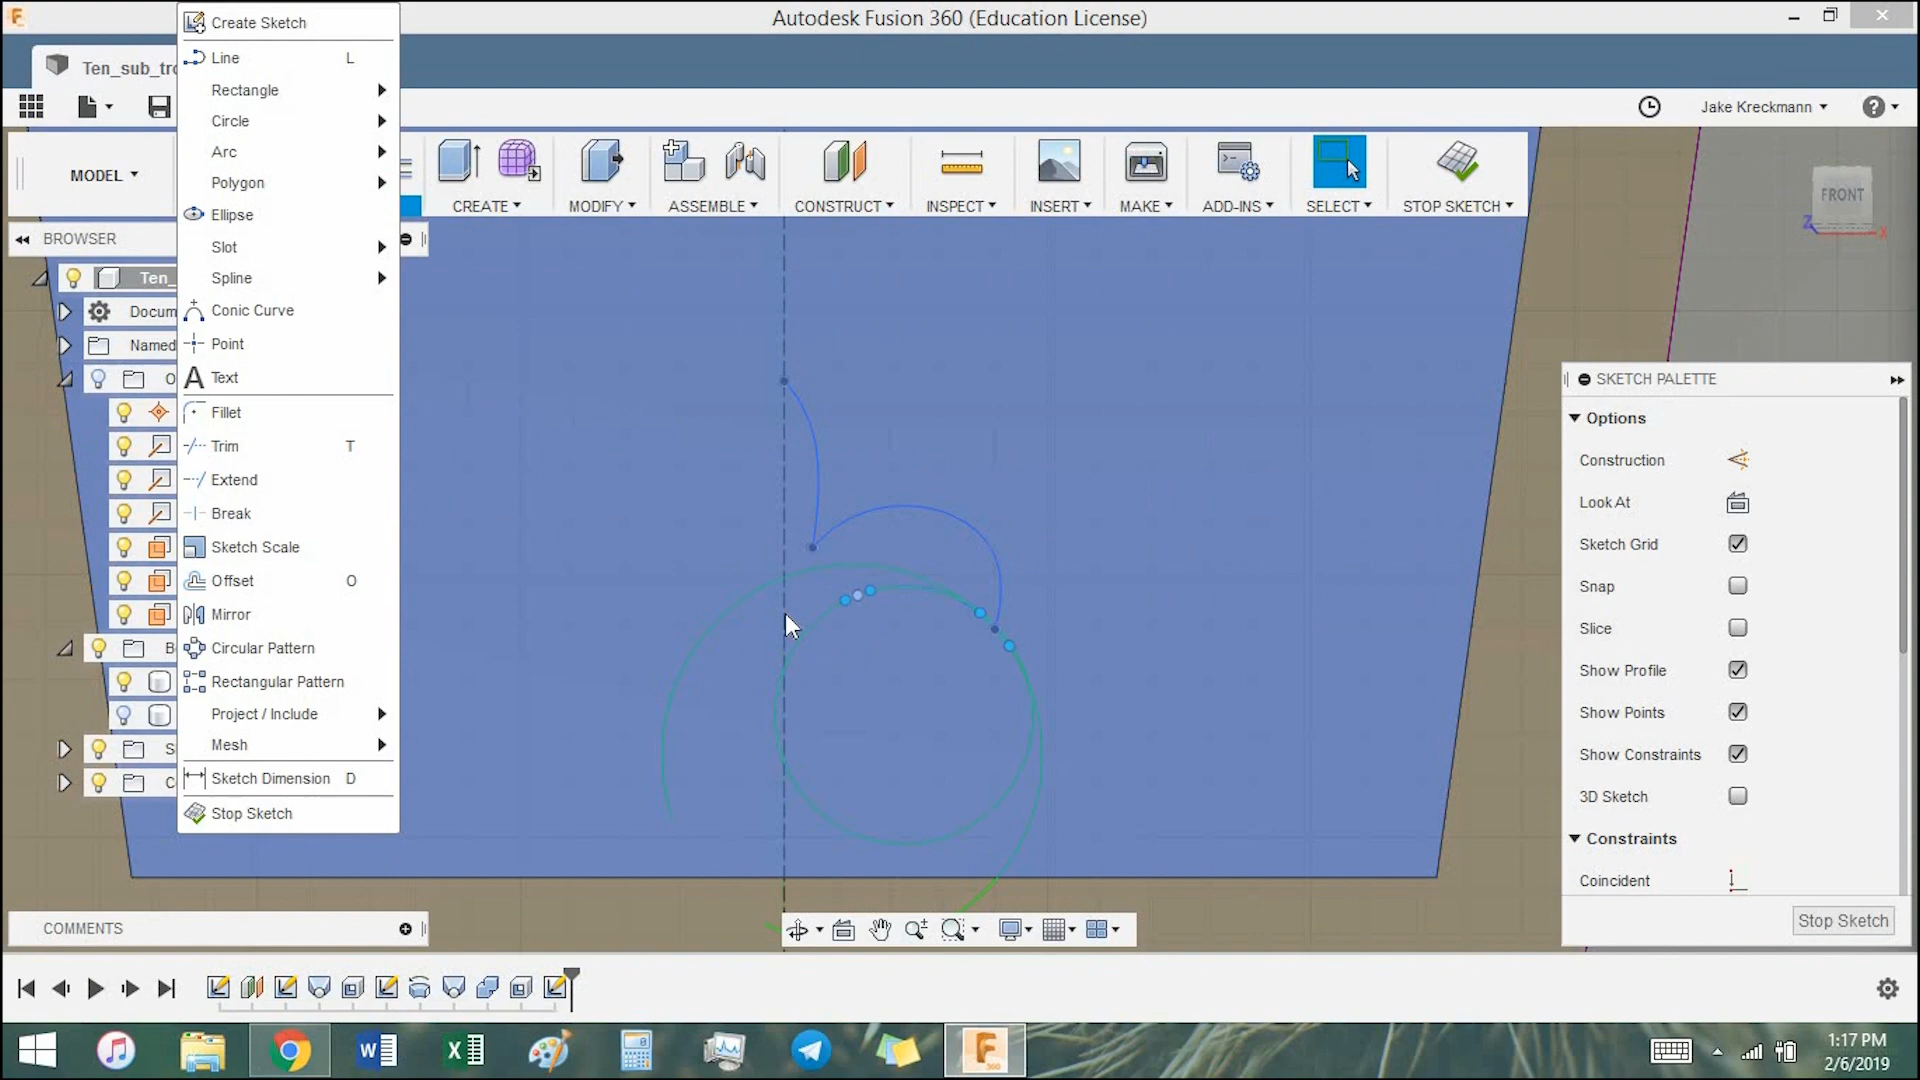 Autodesk Fusion 360 (Education License)
Ten_sub_tro
Jake Kreckmann
MODEL
CREATE
MODIFY
ASSEMBLE
CONSTRUCT
INSPECT
INSERT
MAKE
ADD-INS
SELECT
STOP SKETCH
BROWSER
Ten_
Docum
Named
O
B
S
C
Create Sketch
Line L
Rectangle
Circle
Arc
Polygon
Ellipse
Slot
Spline
Conic Curve
Point
A Text
Fillet
Trim T
Extend
Break
Sketch Scale
Offset O
Mirror
Circular Pattern
Rectangular Pattern
Project / Include
Mesh
Sketch Dimension D
Stop Sketch
FRONT
Z
X
SKETCH PALETTE
Options
Construction
Look At
Sketch Grid
Snap
Slice
Show Profile
Show Points
Show Constraints
3D Sketch
Constraints
Coincident
Stop Sketch
COMMENTS
1:17 PM
2/6/2019